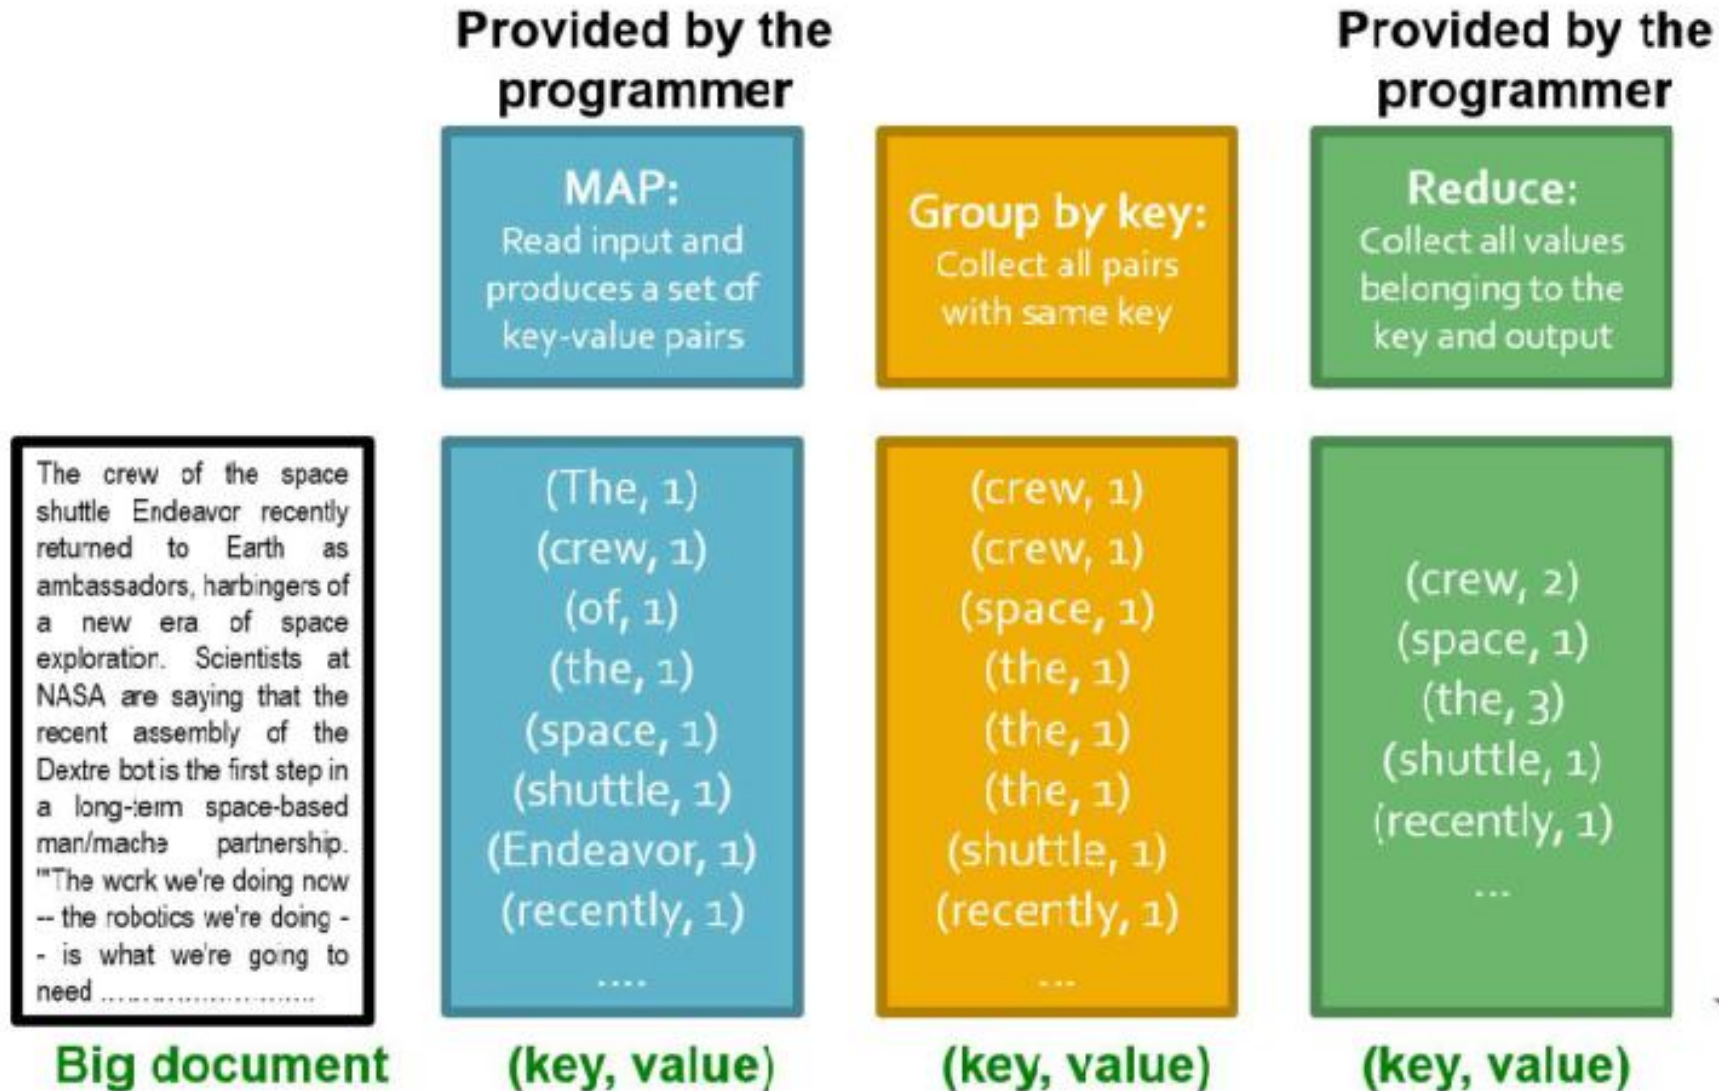 Provided by the
programmer
Provided by the
programmer
MAP:
Read input and
produces a set of
key-value pairs
Group by key:
Collect all pairs
with same key
Reduce:
Collect all values
belonging to the
key and output
The crew of the space
shuttle Endeavor recently
returned to Earth as
ambassadors, harbingers of
a new era of space
exploration. Scientists at
NASA are saying that the
recent assembly of the
Dextre bot is the first step in
a long-term space-based
man/mache partnership.
'"The work we're doing now
-- the robotics we're doing -
- is what we're going to
need ............................
(The, 1)
(crew, 1)
(of, 1)
(the, 1)
(space, 1)
(shuttle, 1)
(Endeavor, 1)
(recently, 1)
....
(crew, 1)
(crew, 1)
(space, 1)
(the, 1)
(the, 1)
(the, 1)
(shuttle, 1)
(recently, 1)
...
(crew, 2)
(space, 1)
(the, 3)
(shuttle, 1)
(recently, 1)
...
Big document
(key, value)
(key, value)
(key, value)